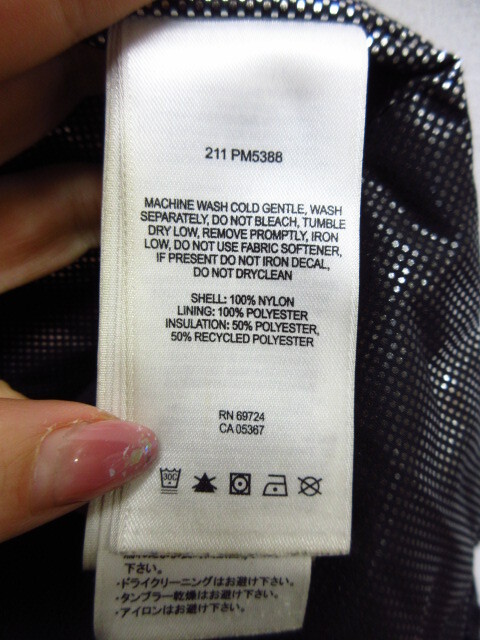 211 PM5388
MACHINE WASH COLD GENTLE, WASH
SEPARATELY, DO NOT BLEACH, TUMBLE
DRY LOW, REMOVE PROMPTLY, IRON
LOW, DO NOT USE FABRIC SOFTENER,
IF PRESENT DO NOT IRON DECAL,
DO NOT DRYCLEAN
SHELL: 100% NYLON
LINING: 100% POLYESTER
INSULATION: 50% POLYESTER,
50% RECYCLED POLYESTER
RN 69724
CA 05367
30C
下さい。
・ドライクリーニングはお避け下さい。
・タンブラー乾燥はお避け下さい。
・アイロンはお避け下さい。